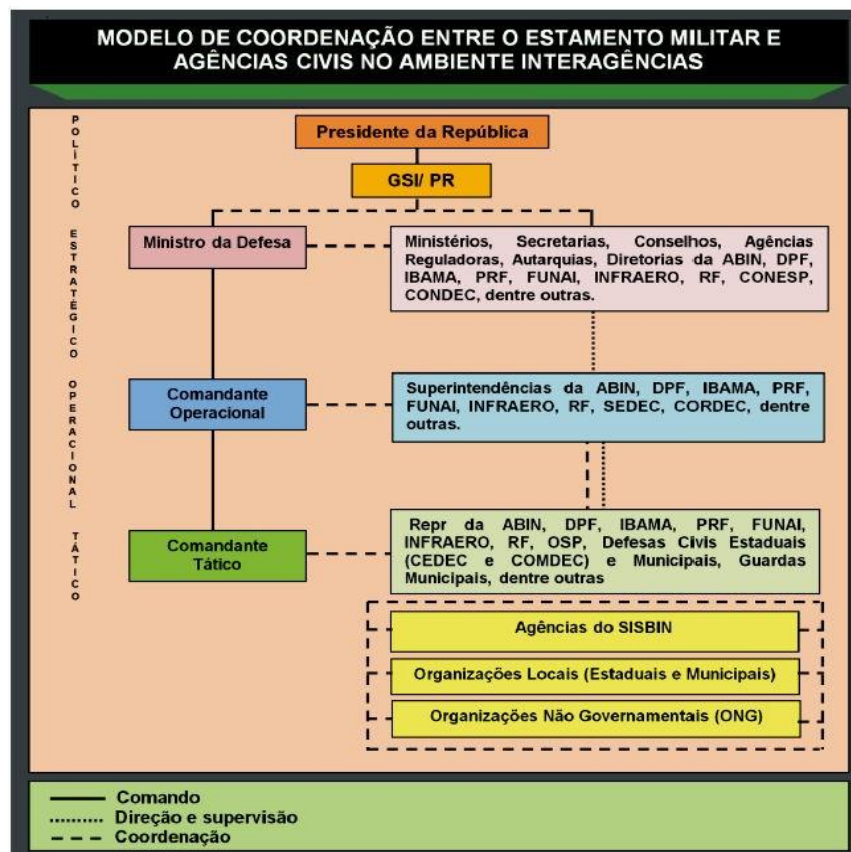 MODELO DE COORDENAÇÃO ENTRE O ESTAMENTO MILITAR E
AGÊNCIAS CIVIS NO AMBIENTE INTERAGÊNCIAS
POLÍTICO ESTRATÉGICO OPERACIONAL TÁTICO
Presidente da República
GSI/ PR
Ministro da Defesa
Ministérios, Secretarias, Conselhos, Agências
Reguladoras, Autarquias, Diretorias da ABIN, DPF,
IBAMA, PRF, FUNAI, INFRAERO, RF, CONESP,
CONDEC, dentre outras.
Comandante
Operacional
Superintendências da ABIN, DPF, IBAMA, PRF,
FUNAI, INFRAERO, RF, SEDEC, CORDEC, dentre
outras.
Comandante
Tático
Repr da ABIN, DPF, IBAMA, PRF, FUNAI,
INFRAERO, RF, OSP, Defesas Civis Estaduais
(CEDEC e COMDEC) e Municipais, Guardas
Municipais, dentre outras
Agências do SISBIN
Organizações Locais (Estaduais e Municipais)
Organizações Não Governamentais (ONG)
Comando
Direção e supervisão
Coordenação